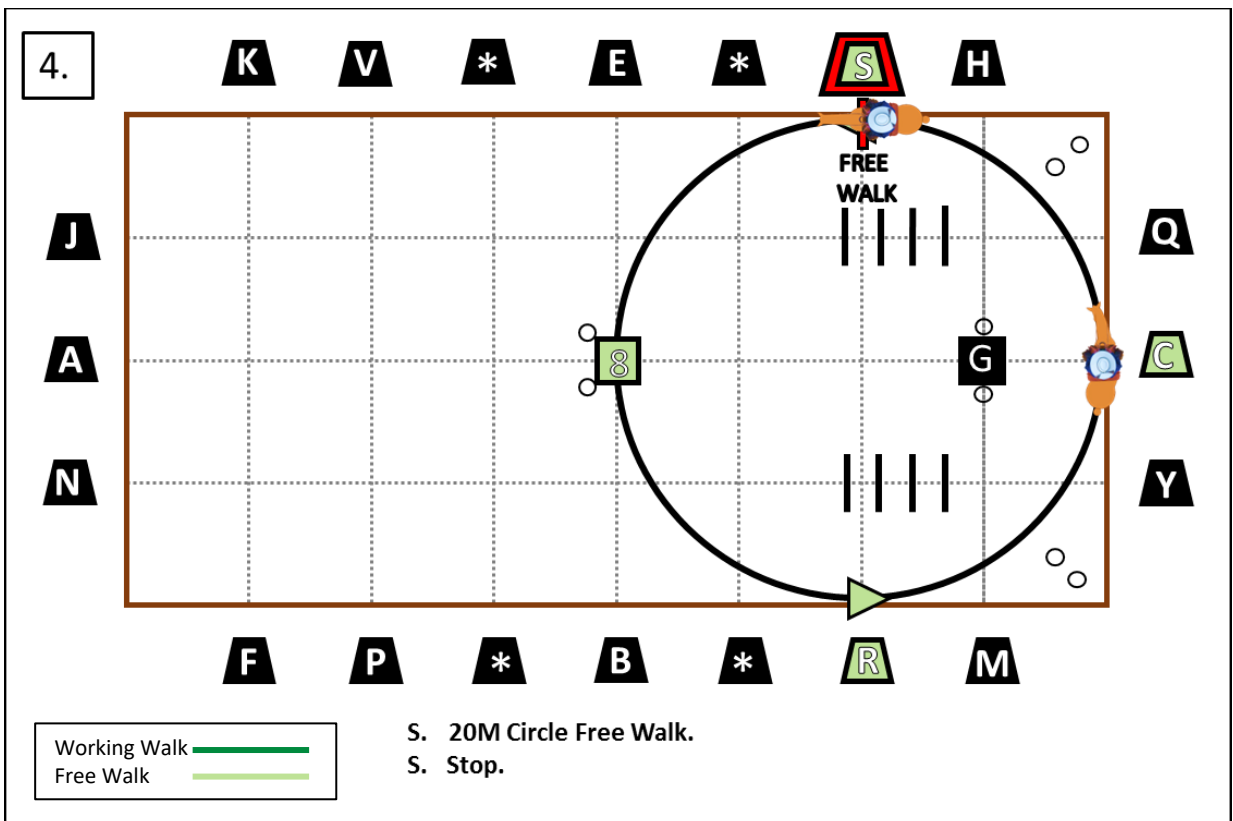 4.
K V * E * S H
FREE
WALK
J Q
A 8 G C
N Y
F P * B * R M
Working Walk
Free Walk
S. 20M Circle Free Walk.
S. Stop.